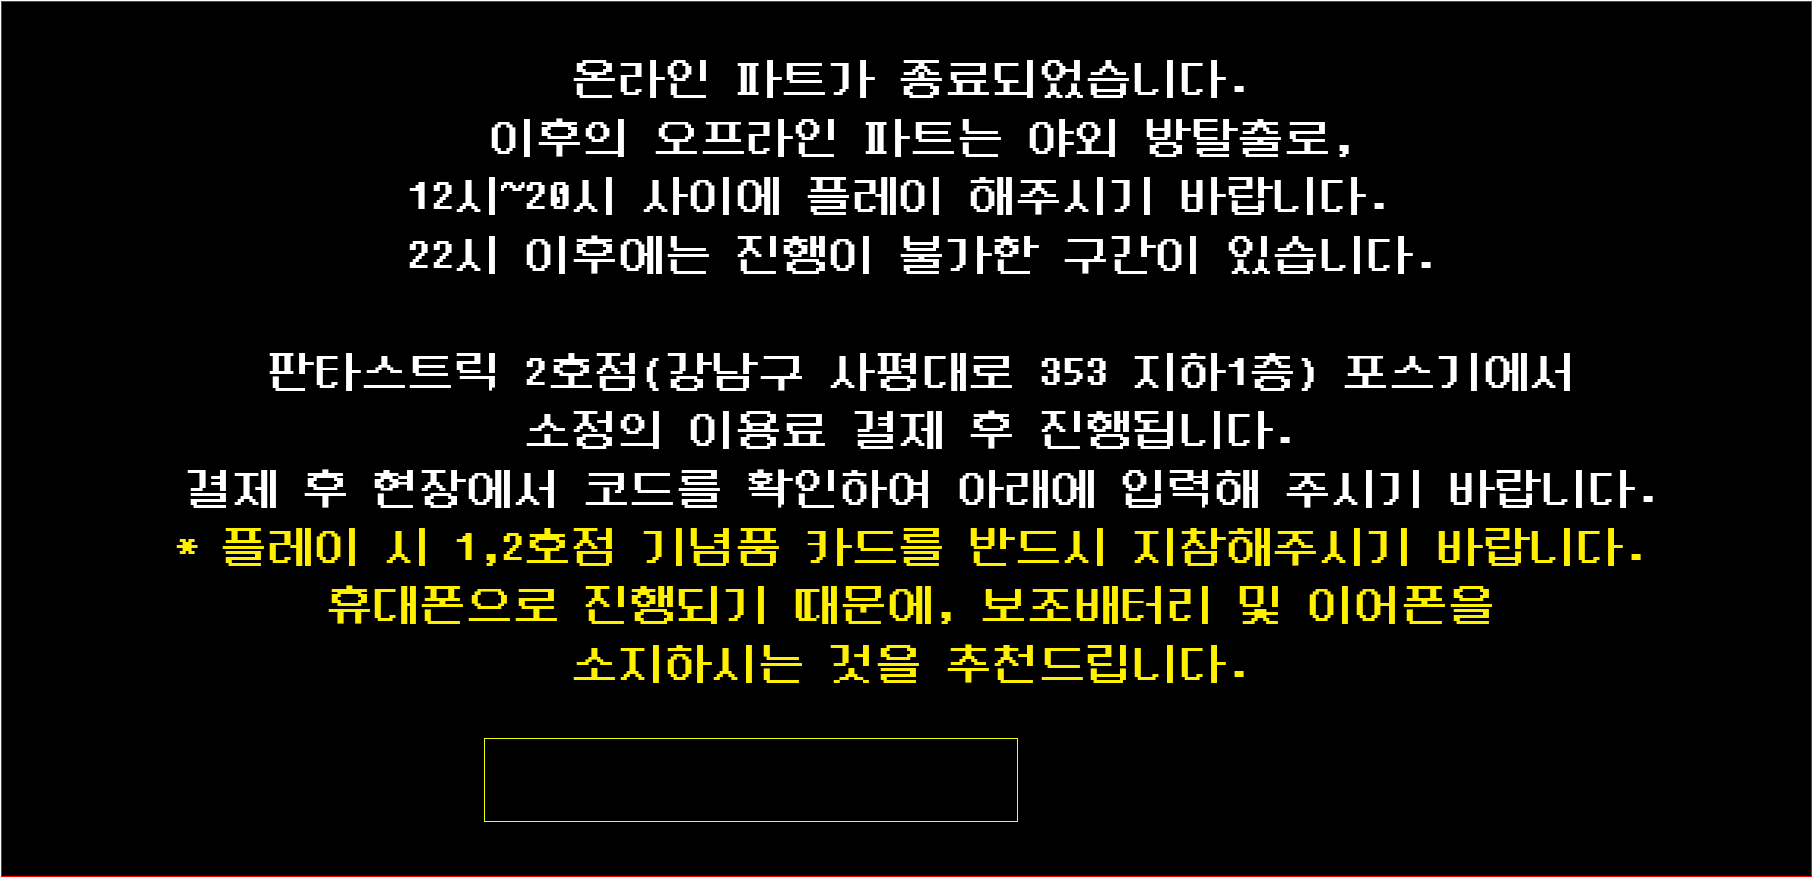 온라인 파트가 종료되었습니다.
이후의 오프라인 파트는 야외 방탈출로,
12시~20시 사이에 플레이 해주시기 바랍니다.
22시 이후에는 진행이 불가한 구간이 있습니다.
판타스트릭 2호점(강남구 사평대로 353 지하1층) 포스기에서
소정의 이용료 결제 후 진행됩니다.
결제 후 현장에서 코드를 확인하여 아래에 입력해 주시기 바랍니다.
* 플레이 시 1,2호점 기념품 카드를 반드시 지참해주시기 바랍니다.
휴대폰으로 진행되기 때문에, 보조배터리 및 이어폰을
소지하시는 것을 추천드립니다.